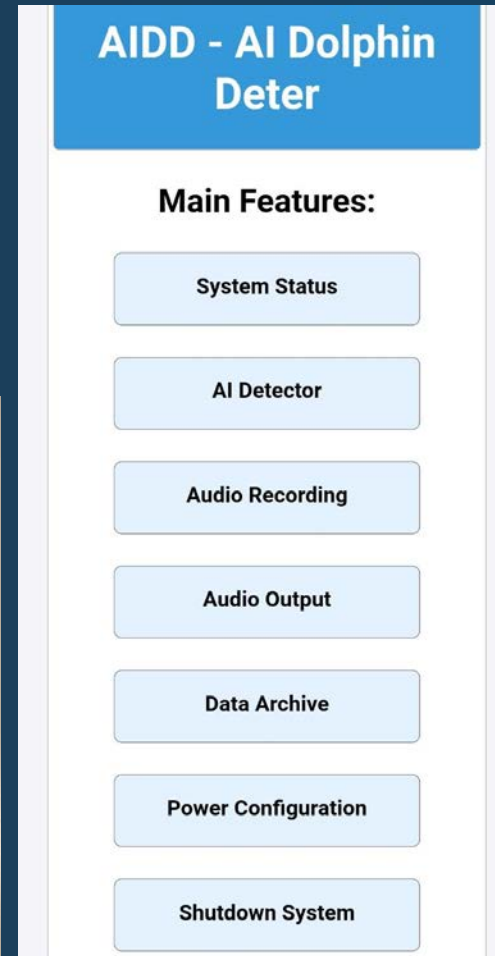 AIDD - AI Dolphin
Deter
Main Features:
System Status
AI Detector
Audio Recording
Audio Output
Data Archive
Power Configuration
Shutdown System